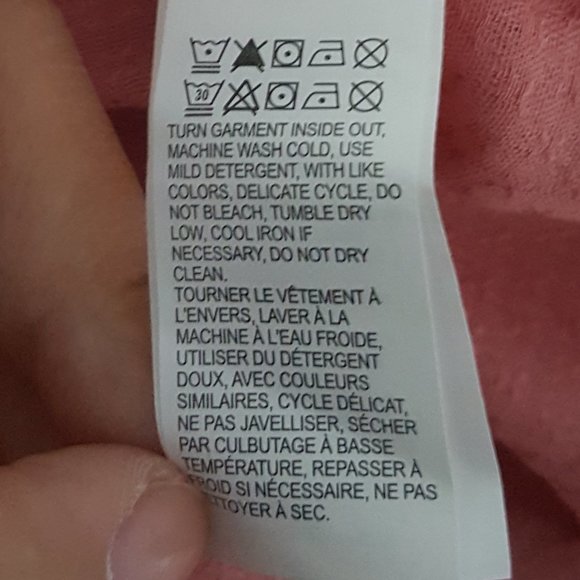 30
TURN GARMENT INSIDE OUT,
MACHINE WASH COLD, USE
MILD DETERGENT, WITH LIKE
COLORS, DELICATE CYCLE, DO
NOT BLEACH, TUMBLE DRY
LOW, COOL IRON IF
NECESSARY, DO NOT DRY
CLEAN.
TOURNER LE VÊTEMENT À
L'ENVERS, LAVER À LA
MACHINE À L'EAU FROIDE,
UTILISER DU DÉTERGENT
DOUX, AVEC COULEURS
SIMILAIRES, CYCLE DÉLICAT,
NE PAS JAVELLISER, SÉCHER
PAR CULBUTAGE À BASSE
TEMPÉRATURE, REPASSER À
FROID SI NÉCESSAIRE, NE PAS
À SEC.